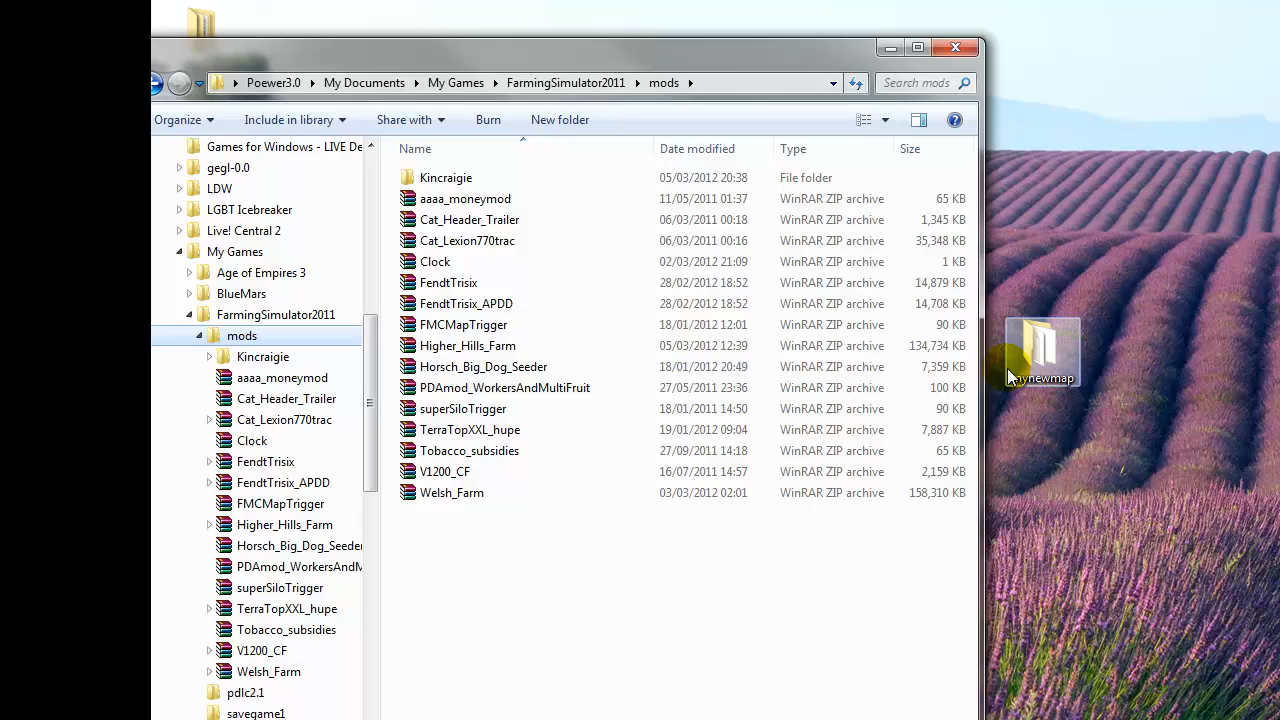 Poewer3.0 My Documents My Games FarmingSimulator2011 mods Search mods
Organize Include in library Share with Burn New folder
Games for Windows - LIVE De
gegl-0.0
LDW
LGBT Icebreaker
Live! Central 2
My Games
Age of Empires 3
BlueMars
FarmingSimulator2011
mods
Kincraigie
aaaa_moneymod
Cat_Header_Trailer
Cat_Lexion770trac
Clock
FendtTrisix
FendtTrisix_APDD
FMCMapTrigger
Higher_Hills_Farm
Horsch_Big_Dog_Seeder
PDAmod_WorkersAndM
superSiloTrigger
TerraTopXXL_hupe
Tobacco_subsidies
V1200_CF
Welsh_Farm
pdlc2.1
savegame1
Name Date modified Type Size
Kincraigie 05/03/2012 20:38 File folder
aaaa_moneymod 11/05/2011 01:37 WinRAR ZIP archive 65 KB
Cat_Header_Trailer 06/03/2011 00:18 WinRAR ZIP archive 1,345 KB
Cat_Lexion770trac 06/03/2011 00:16 WinRAR ZIP archive 35,348 KB
Clock 02/03/2012 21:09 WinRAR ZIP archive 1 KB
FendtTrisix 28/02/2012 18:52 WinRAR ZIP archive 14,879 KB
FendtTrisix_APDD 28/02/2012 18:52 WinRAR ZIP archive 14,708 KB
FMCMapTrigger 18/01/2012 12:01 WinRAR ZIP archive 90 KB
Higher_Hills_Farm 05/03/2012 12:39 WinRAR ZIP archive 134,734 KB
Horsch_Big_Dog_Seeder 18/01/2012 20:49 WinRAR ZIP archive 7,359 KB
PDAmod_WorkersAndMultiFruit 27/05/2011 23:36 WinRAR ZIP archive 100 KB
superSiloTrigger 18/01/2011 14:50 WinRAR ZIP archive 90 KB
TerraTopXXL_hupe 19/01/2012 09:04 WinRAR ZIP archive 7,887 KB
Tobacco_subsidies 27/09/2011 14:18 WinRAR ZIP archive 65 KB
V1200_CF 16/07/2011 14:57 WinRAR ZIP archive 2,159 KB
Welsh_Farm 03/03/2012 02:01 WinRAR ZIP archive 158,310 KB
mynewmap